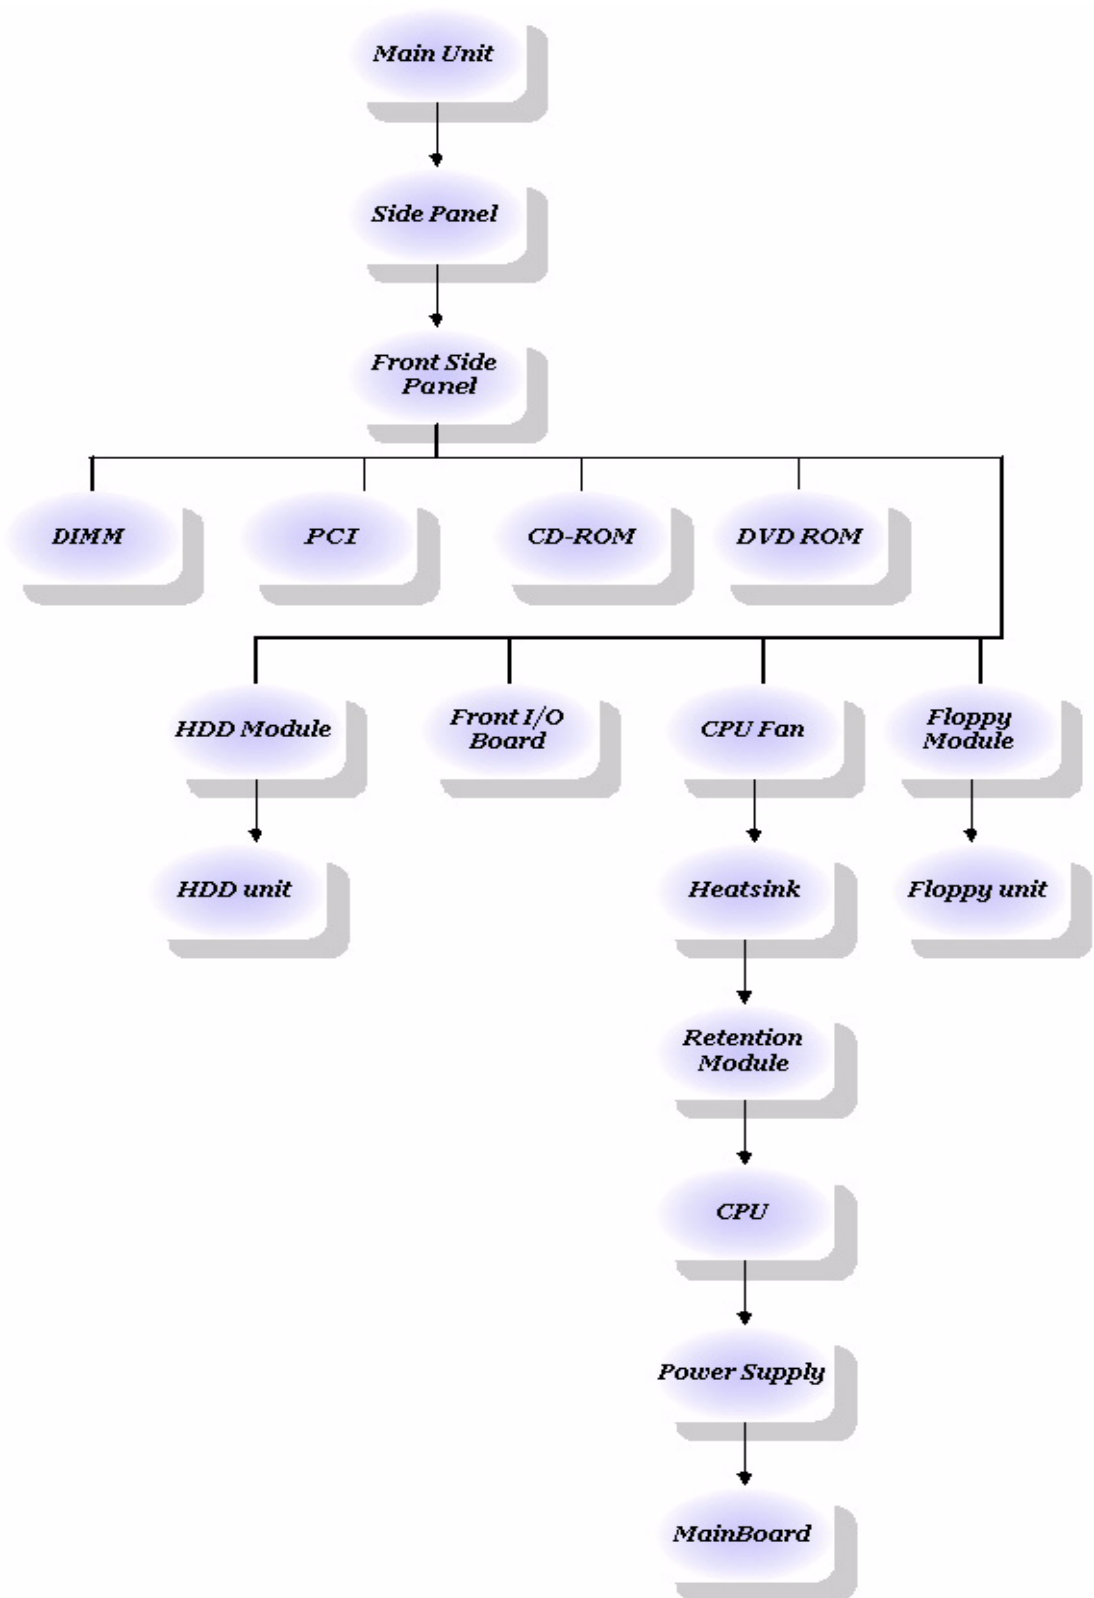 Main Unit
Side Panel
Front Side
Panel
DIMM
PCI
CD-ROM
DVD ROM
HDD Module
Front I/O
Board
CPU Fan
Floppy
Module
HDD unit
Heatsink
Floppy unit
Retention
Module
CPU
Power Supply
MainBoard